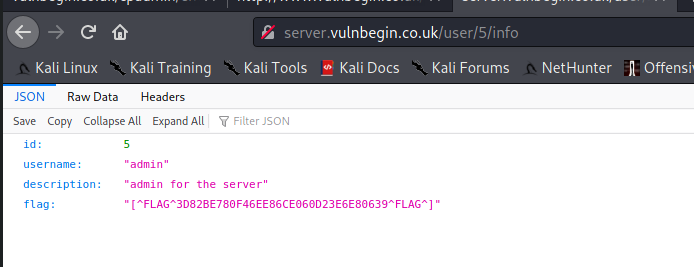 server.vulnbegin.co.uk/user/5/info
Kali Linux Kali Training Kali Tools Kali Docs Kali Forums NetHunter Offensiv
JSON Raw Data Headers
Save Copy Collapse All Expand All Filter JSON
id: 5
username: "admin"
description: "admin for the server"
flag: "[^FLAG^3D82BE780F46EE86CE060D23E6E80639^FLAG^]"